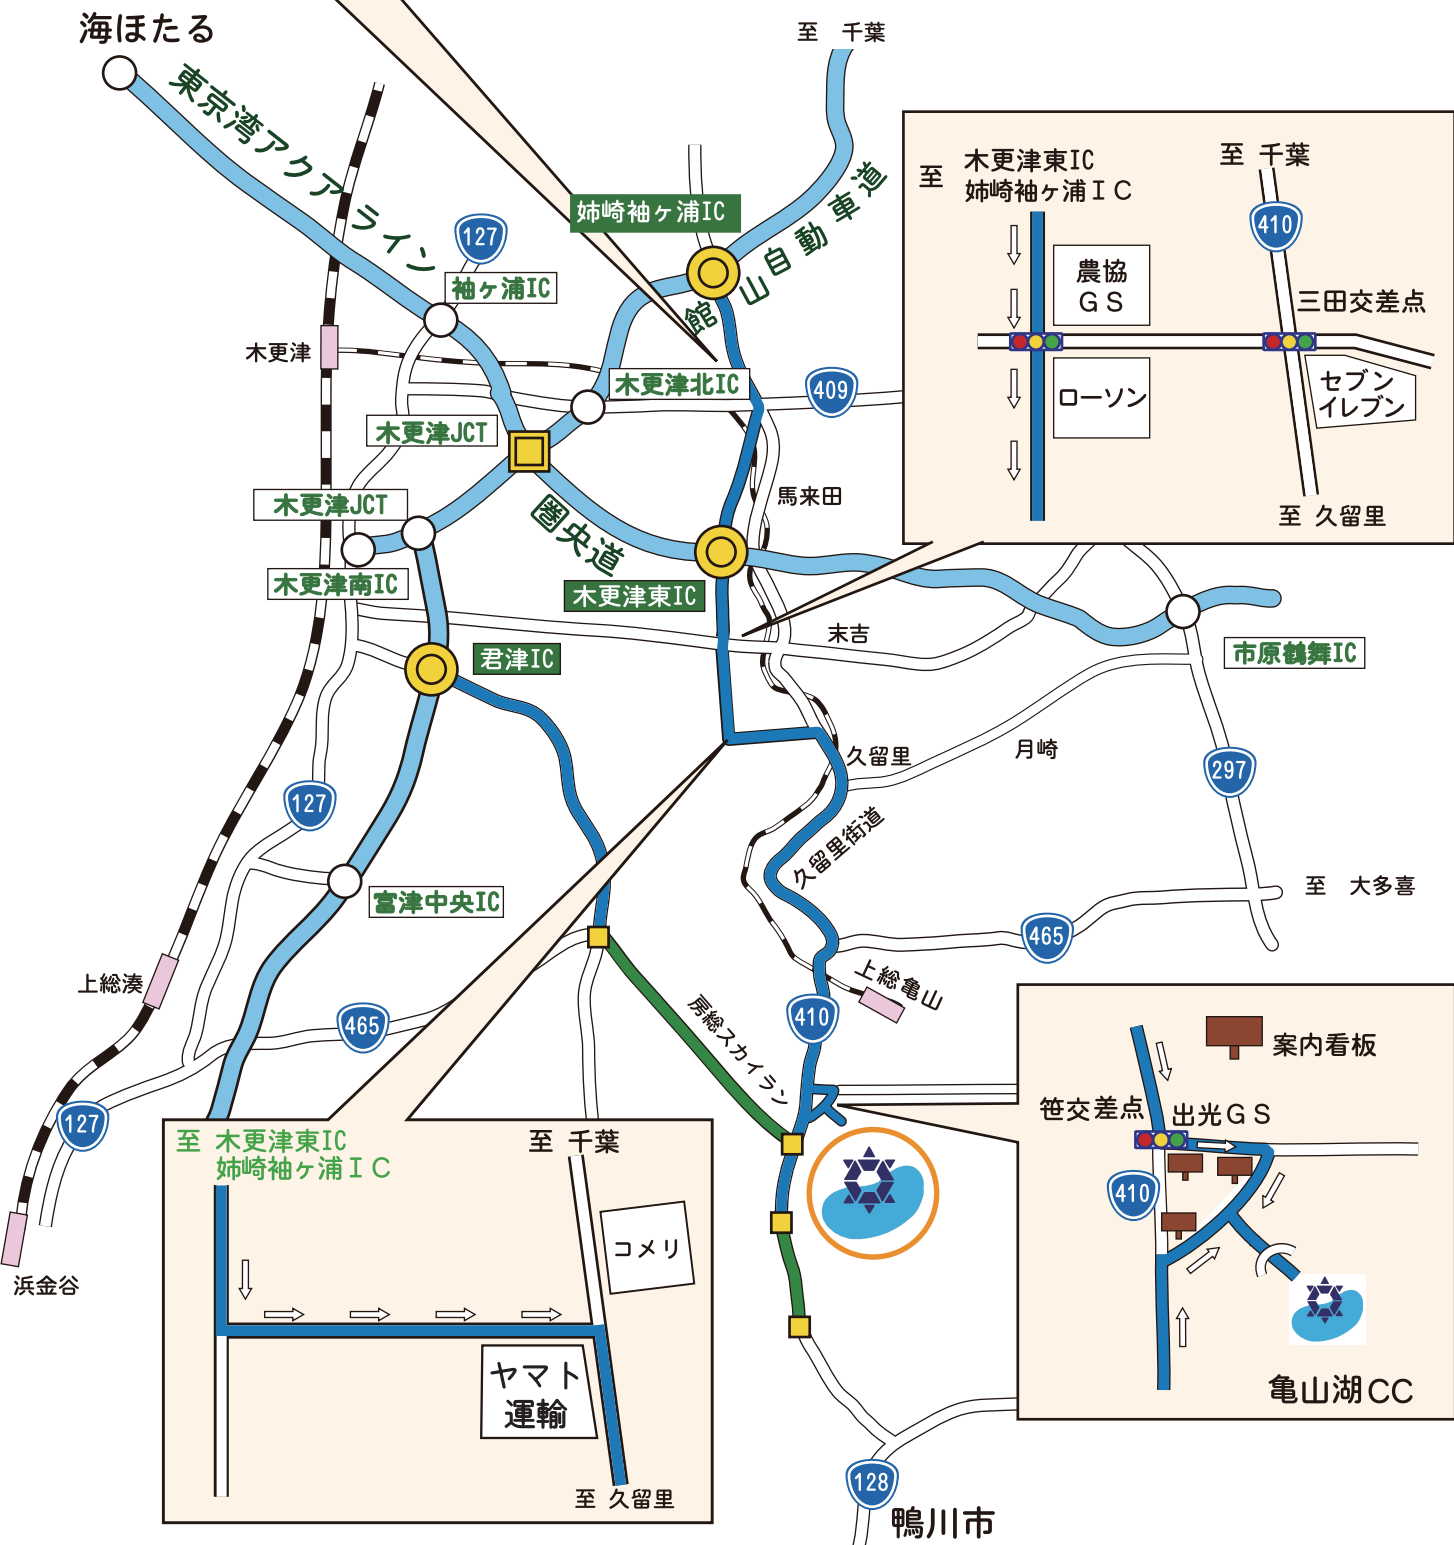 海ほたる
至 千葉
東京湾アクアライン
127
姉崎袖ヶ浦IC
館山自動車道
袖ヶ浦IC
木更津
木更津北IC
409
木更津JCT
木更津JCT
馬来田
圏央道
木更津南IC
木更津東IC
末吉
君津IC
市原鶴舞IC
久留里
月崎
297
127
久留里街道
至 大多喜
富津中央IC
465
上総湊
上総亀山
465
410
房総スカイラン
127
浜金谷
128
鴨川市
至
木更津東IC
姉崎袖ヶ浦IC
至 千葉
410
農協
GS
三田交差点
ローソン
セブン
イレブン
至 久留里
案内看板
笹交差点
出光GS
410
亀山湖CC
至 木更津東IC
姉崎袖ヶ浦IC
至 千葉
コメリ
ヤマト
運輸
至 久留里